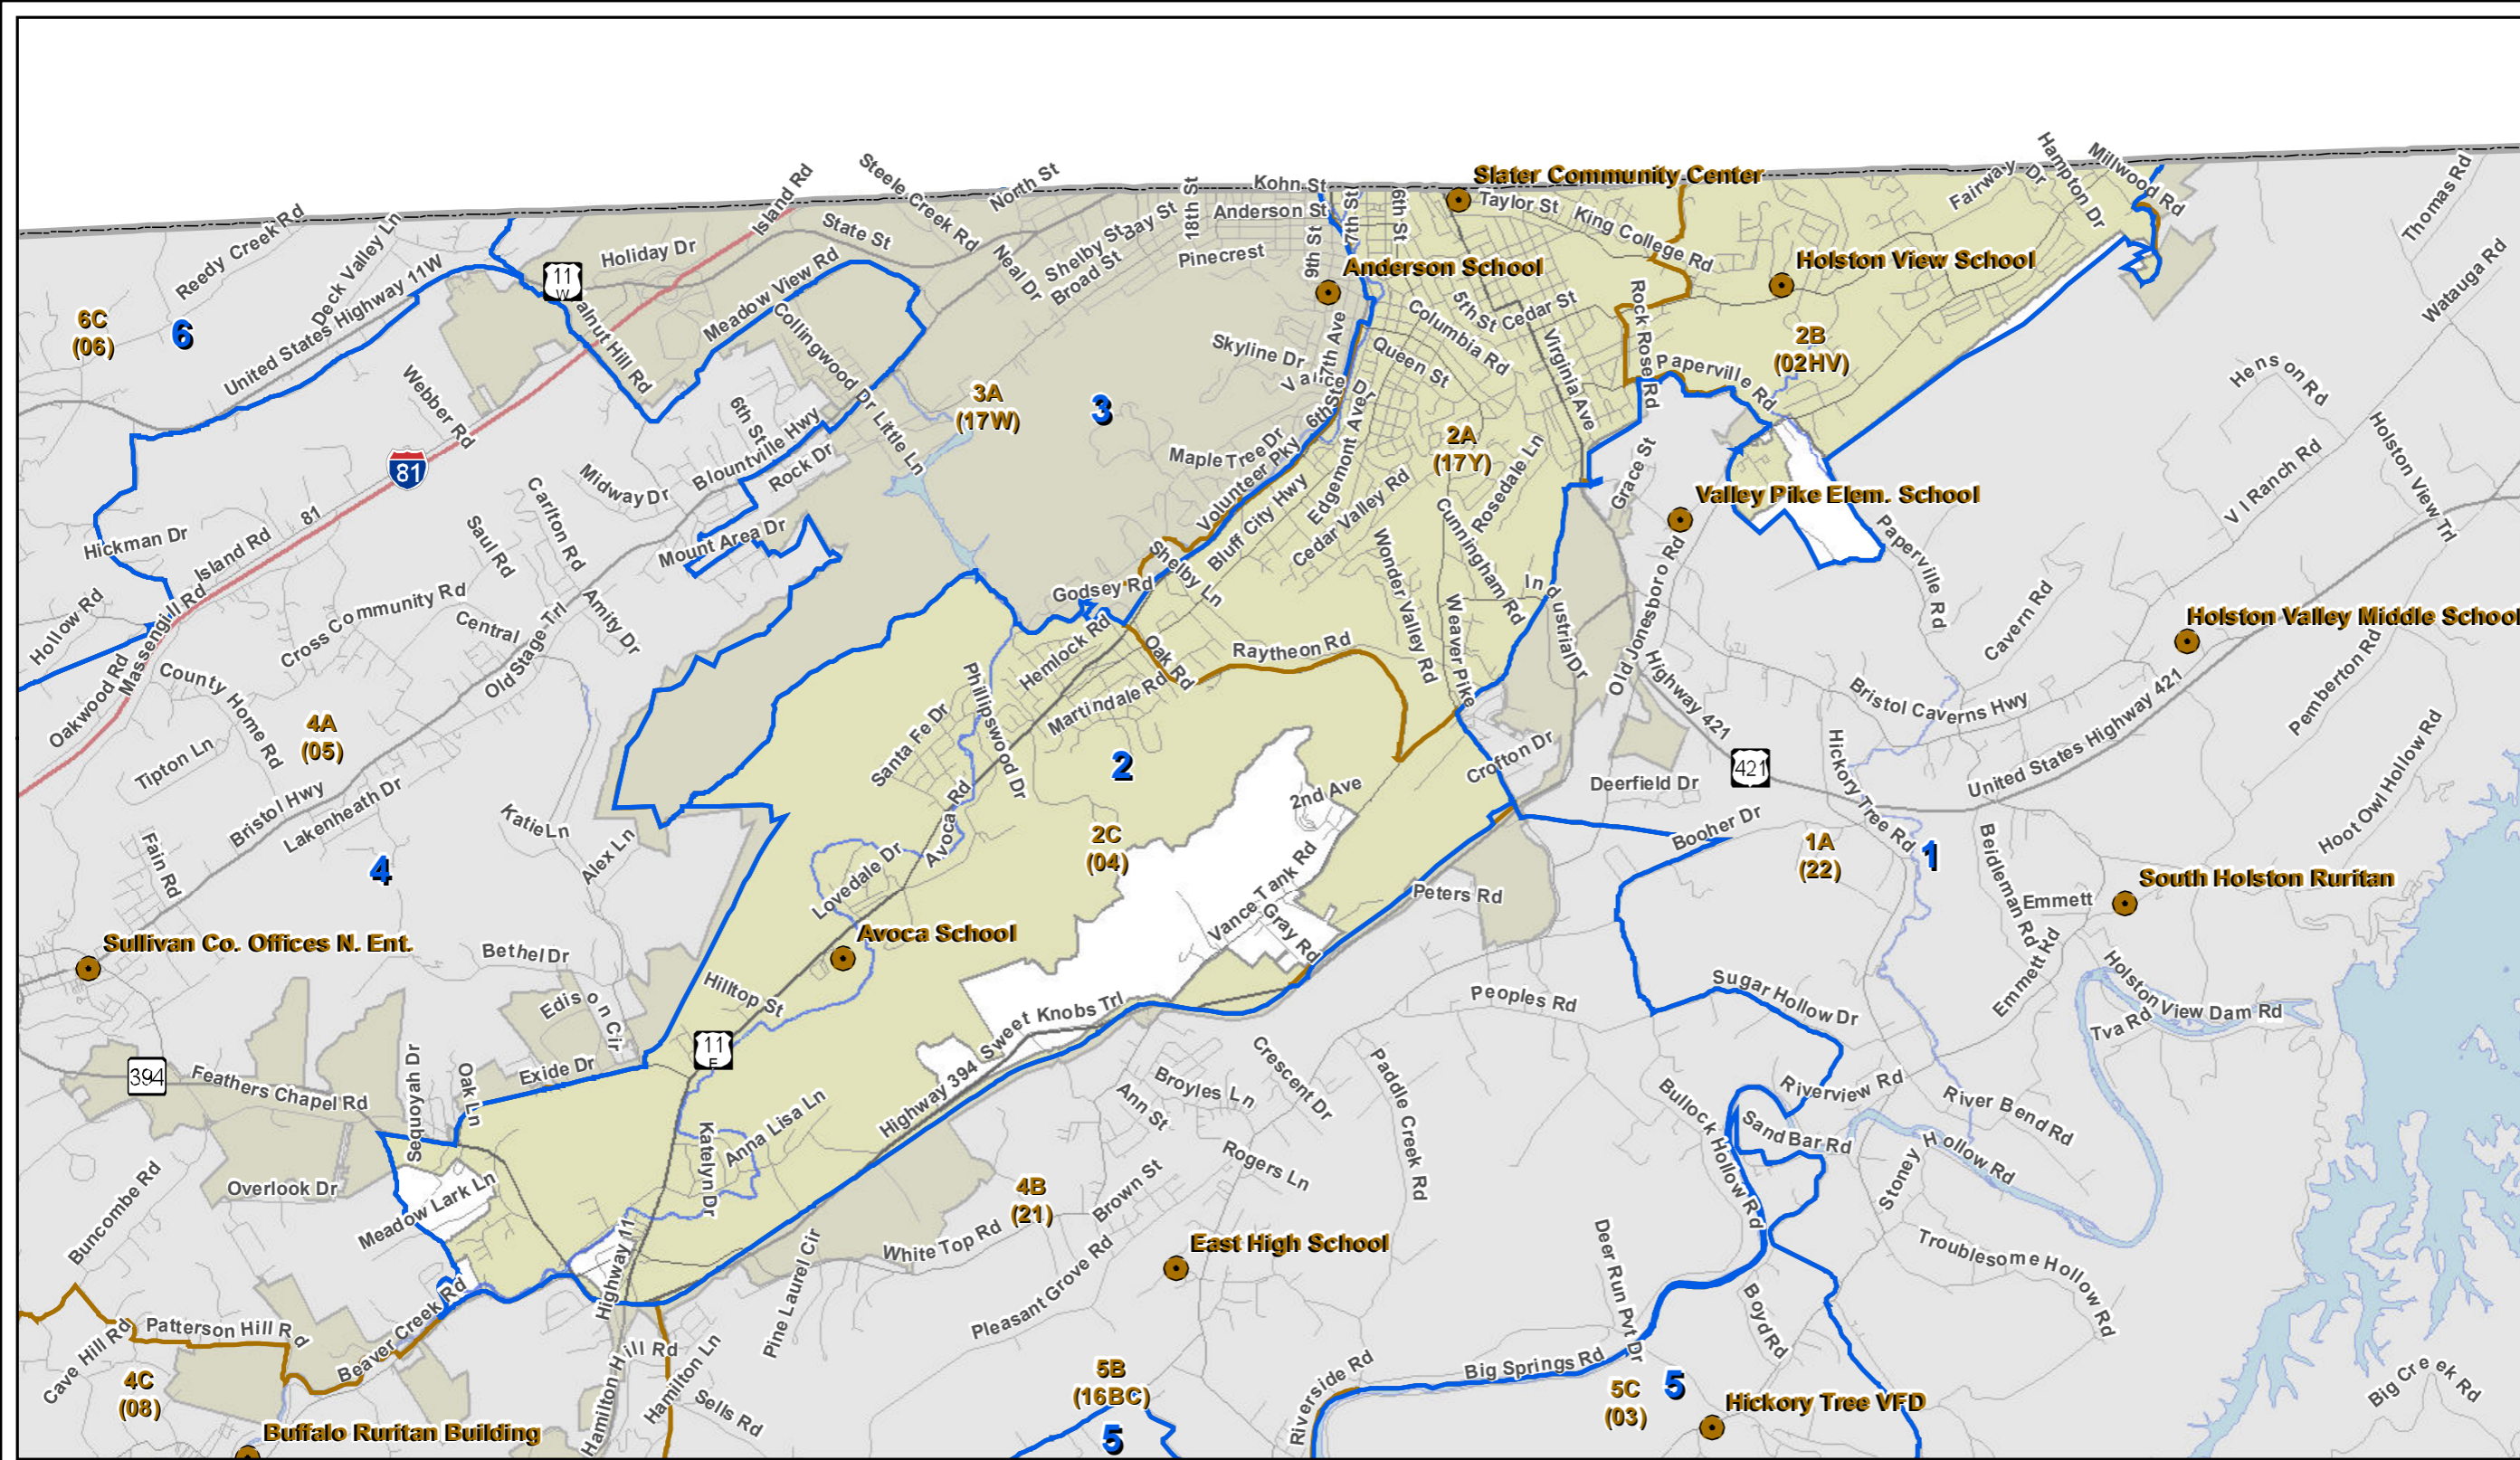 Reedy Creek Rd
Deck Valley Ln
United States Highway 11W
6C
(06)
6
11
W
Holiday Dr
Island Rd
State St
Steele Creek Rd
North St
Neal Dr
Shelby St
Bay St
Broad St
18th St
Kohn St
Anderson St
Pinecrest
9th St
7th St
6th St
Slater Community Center
Taylor St
King College Rd
Anderson School
Holston View School
Fairway Dr
Hampton Dr
Millwood Rd
Thomas Rd
Watauga Rd
Meadow View Rd
Collingwood Dr
alnut Hill Rd
Webber Rd
6th St
Blountville Hwy
Rock Dr
Little Ln
3A
(17W)
3
Skyline Dr
7th Ave
Columbia Rd
5th St
Cedar St
Queen St
Virginia Ave
Rock Rose Rd
Paperville Rd
2B
(02HV)
Henson Rd
V I Ranch Rd
Holston View Trl
81
Midway Dr
Mount Area Dr
Carlton Rd
Saul Rd
Hickman Dr
Island Rd
81
Maple Tree Dr
Volunteer Pky
6th St
Edgemont Ave
Bluff City Hwy
Cedar Valley Rd
2A
(17Y)
Rosedale Ln
Cunningham Rd
Wonder Valley Rd
Grace St
Valley Pike Elem. School
Paperville Rd
Hollow Rd
Massengill Rd
Oakwood Rd
Cross Community Rd
Central
Old Stage Trl
Amity Dr
County Home Rd
Godsey Rd
Shelby Ln
Hemlock Rd
Oak Rd
Raytheon Rd
Martindale Rd
Weaver Pike
Industrial Dr
Old Jonesboro Rd
Highway 421
Cavern Rd
Holston Valley Middle School
Bristol Caverns Hwy
Pemberton Rd
4A
(05)
Tipton Ln
Bristol Hwy
Lakenheath Dr
Katie Ln
Alex Ln
Fain Rd
4
Santa Fe Dr
Phillipswood Dr
Avoca Rd
Lovedale Dr
2
2C
(04)
2nd Ave
Crofton Dr
Deerfield Dr
421
Hickory Tree Rd
United States Highway 421
Hoot Owl Hollow Rd
Booher Dr
1A
(22)
1
Beidleman Rd
Emmett
Emmett Rd
South Holston Ruritan
Sullivan Co. Offices N. Ent.
Bethel Dr
Edison Cir
Avoca School
Hilltop St
Vance Tank Rd
Gray Rd
Peters Rd
Peoples Rd
Sugar Hollow Dr
Holston View Dam Rd
Tva Rd
394
Feathers Chapel Rd
Sequoyah Dr
Oak Ln
Exide Dr
11
E
Sweet Knobs Trl
Highway 394
Katelyn Dr
Anna Lisa Ln
Ann St
Broyles Ln
Crescent Dr
Paddle Creek Rd
Rogers Ln
Brown St
Bullock Hollow Rd
Riverview Rd
Sand Bar Rd
River Bend Rd
Stoney Hollow Rd
Overlook Dr
Meadow Lark Ln
Buncombe Rd
Highway 11
4B
(21)
White Top Rd
Pleasant Grove Rd
East High School
Deer Run Pvt Dr
Troublesome Hollow Rd
Cave Hill Rd
Patterson Hill Rd
Beaver Creek Rd
4C
(08)
Buffalo Ruritan Building
Hamilton Hill Rd
Hamilton Ln
Sells Rd
Pine Laurel Cir
5B
(16BC)
5
Riverside Rd
Big Springs Rd
Boyd Rd
5C
(03)
5
Hickory Tree VFD
Big Creek Rd